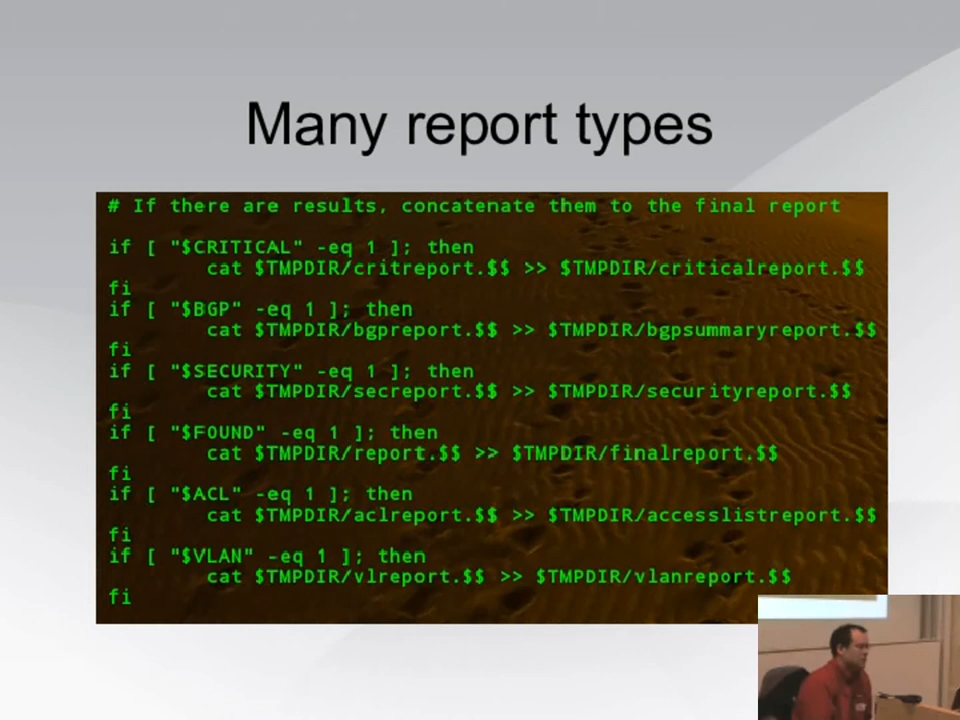 Many report types
# If there are results, concatenate them to the final report
if [ "$CRITICAL" -eq 1 ]; then
cat $TMPDIR/critreport.$$ >> $TMPDIR/criticalreport.$$
fi
if [ "$BGP" -eq 1 ]; then
cat $TMPDIR/bgpreport.$$ >> $TMPDIR/bgpsummaryreport.$$
fi
if [ "$SECURITY" -eq 1 ]; then
cat $TMPDIR/secreport.$$ >> $TMPDIR/securityreport.$$
fi
if [ "$FOUND" -eq 1 ]; then
cat $TMPDIR/report.$$ >> $TMPDIR/finalreport.$$
fi
if [ "$ACL" -eq 1 ]; then
cat $TMPDIR/aclreport.$$ >> $TMPDIR/accesslistreport.$$
fi
if [ "$VLAN" -eq 1 ]; then
cat $TMPDIR/vlreport.$$ >> $TMPDIR/vlanreport.$$
fi